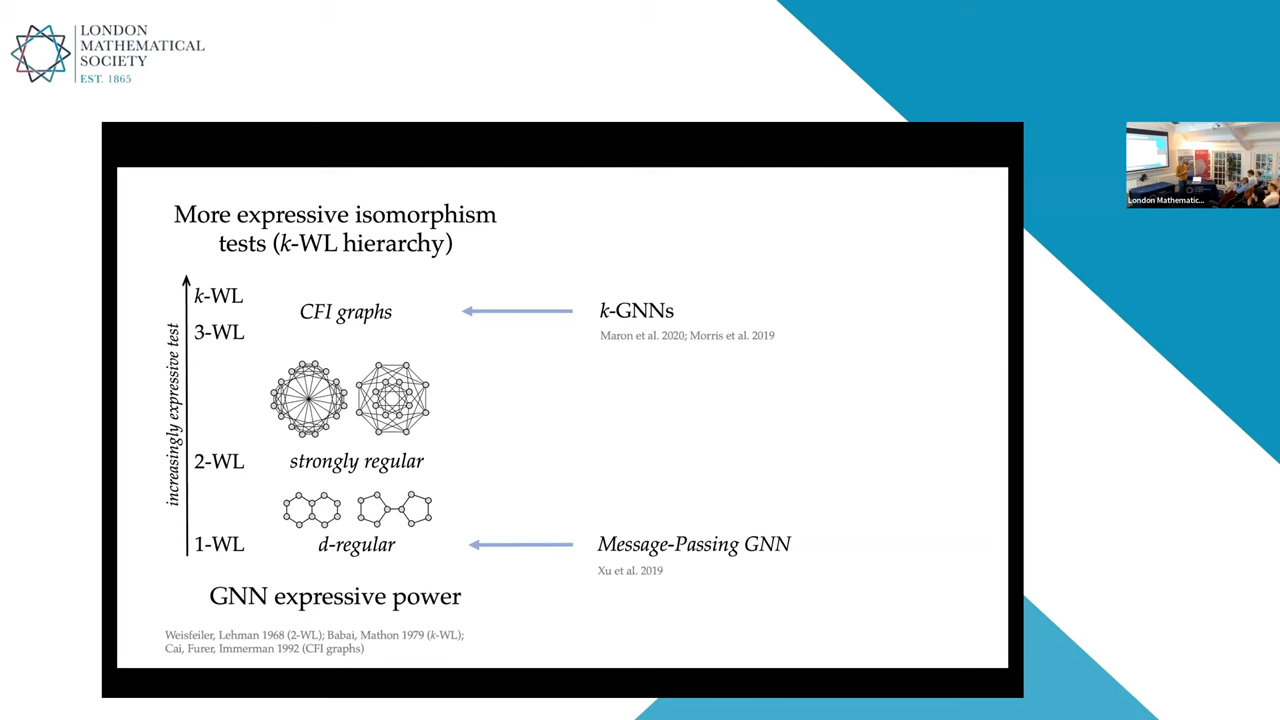 LONDON
MATHEMATICAL
SOCIETY
EST. 1865
London Mathematic...
More expressive isomorphism
tests (k-WL hierarchy)
increasingly expressive test
k-WL
CFI graphs
k-GNNs
3-WL
Maron et al. 2020; Morris et al. 2019
2-WL
strongly regular
1-WL
d-regular
Message-Passing GNN
Xu et al. 2019
GNN expressive power
Weisfeiler, Lehman 1968 (2-WL); Babai, Mathon 1979 (k-WL);
Cai, Furer, Immerman 1992 (CFI graphs)